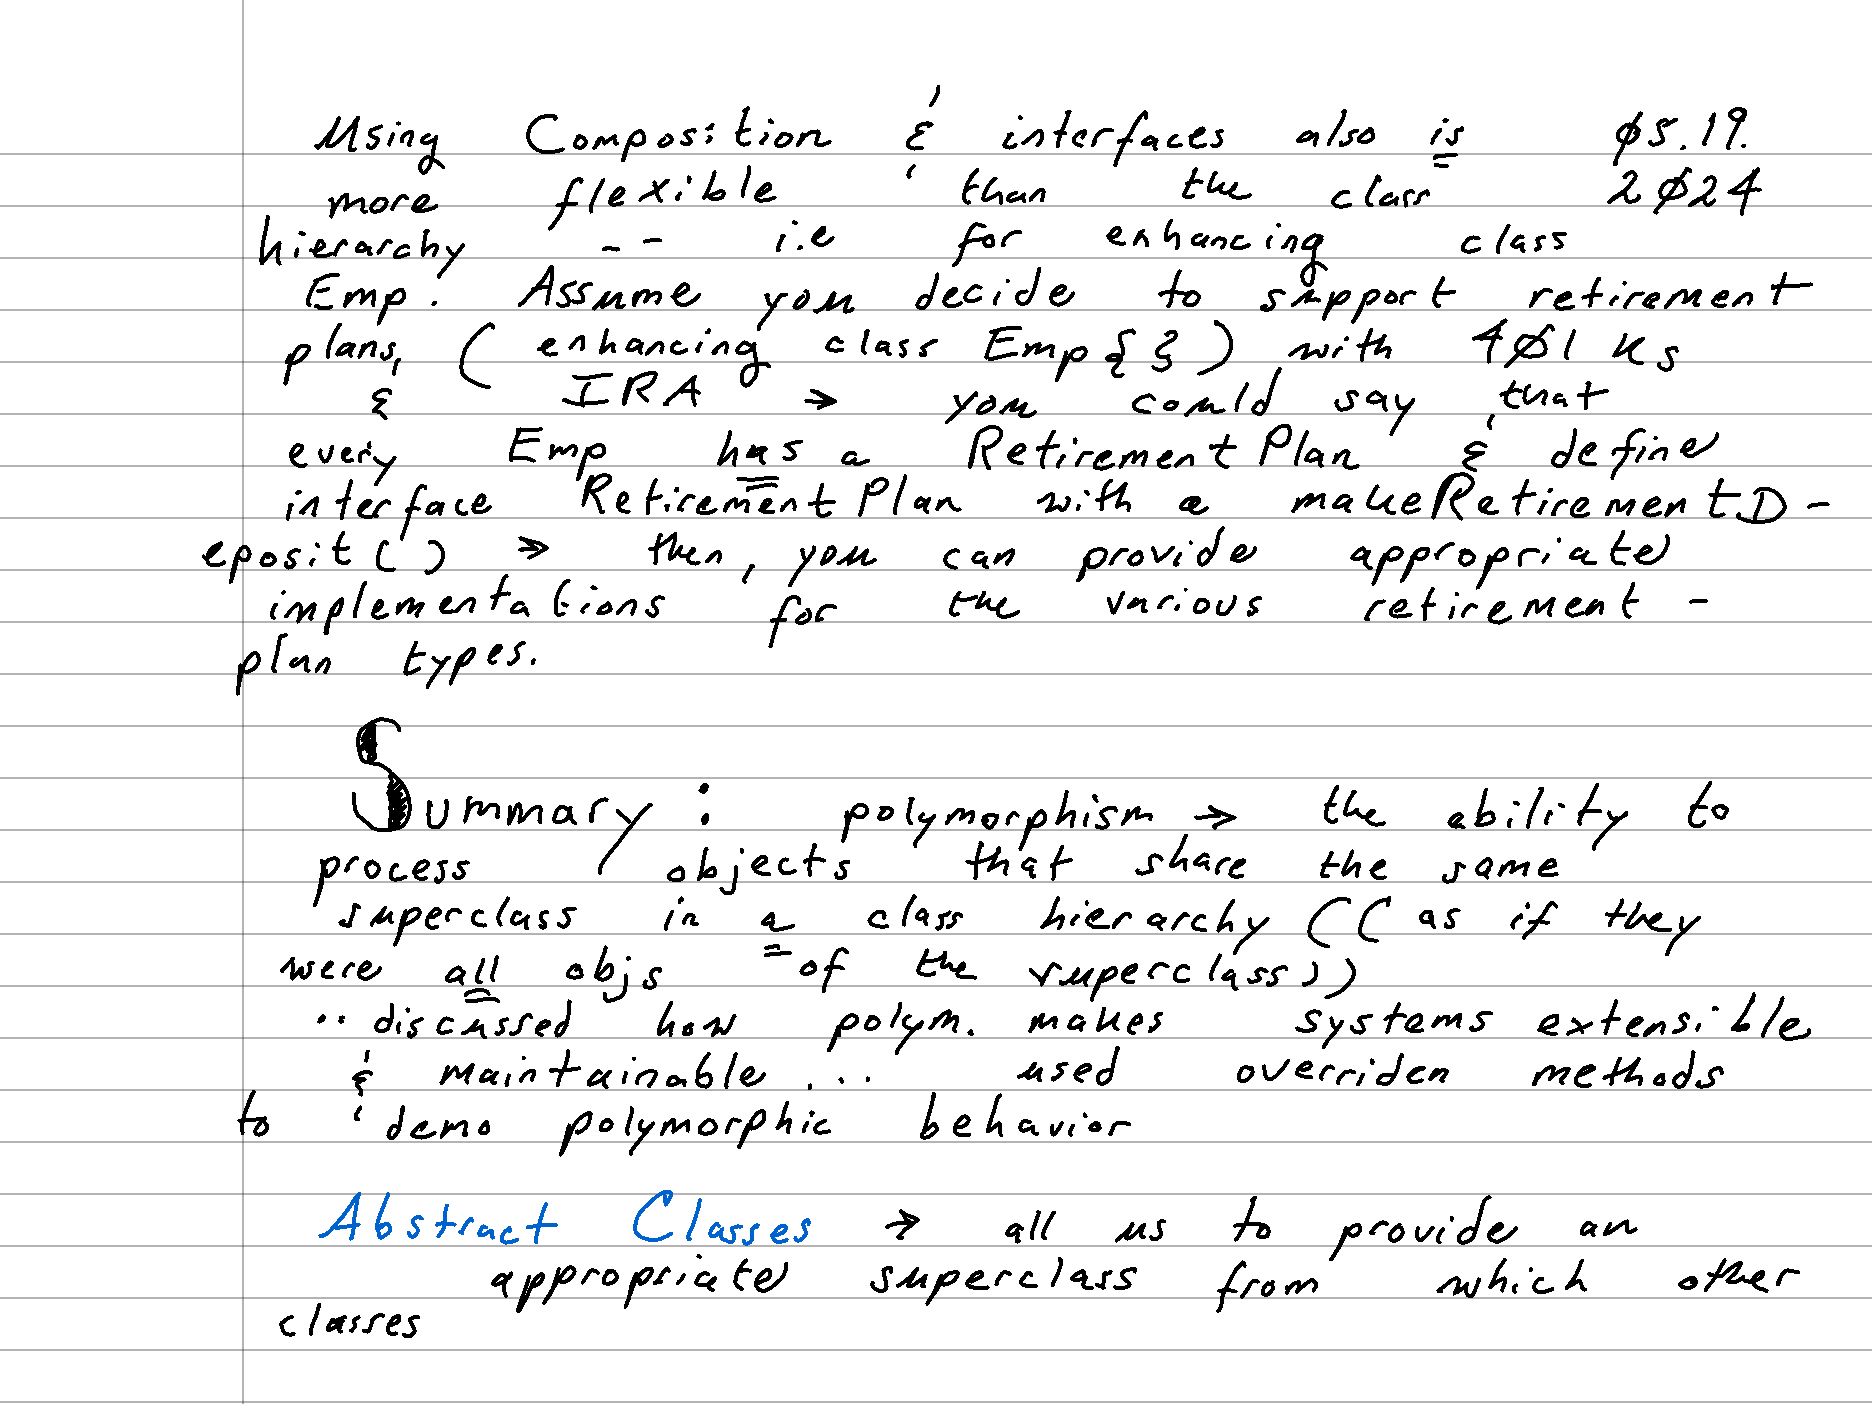 Using Composition & interfaces also is 05.19.
more flexible than the class 2024
hierarchy -- i.e for enhancing class
Emp. Assume you decide to support retirement
plans, ( enhancing class Emp{} ) with 401 Ks
& IRA → you could say that
every Emp has a RetirementPlan & define
interface RetirementPlan with a makeRetirementD-
eposit() → then, you can provide appropriate
implementations for the various retirement -
plan types.
Summary : polymorphism → the ability to
process objects that share the same
superclass in a class hierarchy (( as if they
were all objs of the superclass))
.. discussed how polym. makes systems extensible
& maintainable ... used overriden methods
to demo polymorphic behavior
Abstract Classes → all us to provide an
appropriate superclass from which other
classes